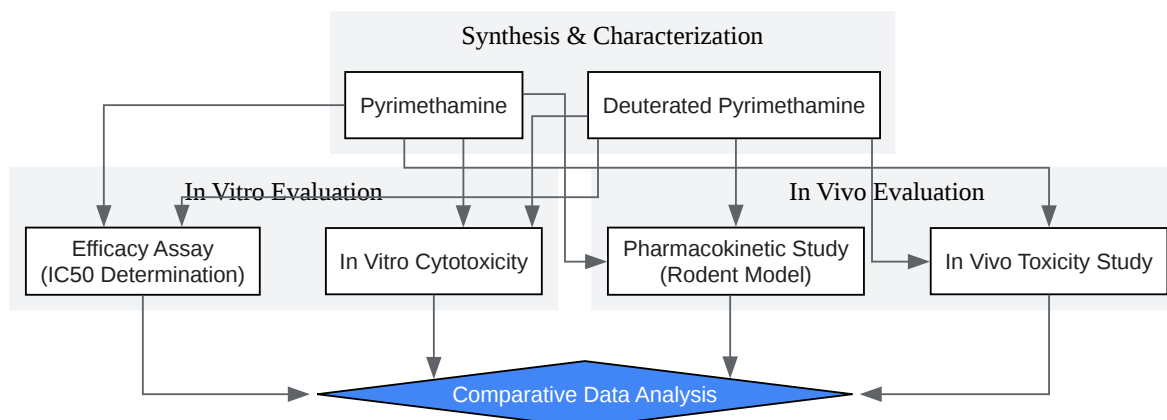 Synthesis & Characterization
Pyrimethamine
Deuterated Pyrimethamine
In Vitro Evaluation
In Vivo Evaluation
Efficacy Assay
(IC50 Determination)
In Vitro Cytotoxicity
Pharmacokinetic Study
(Rodent Model)
In Vivo Toxicity Study
Comparative Data Analysis